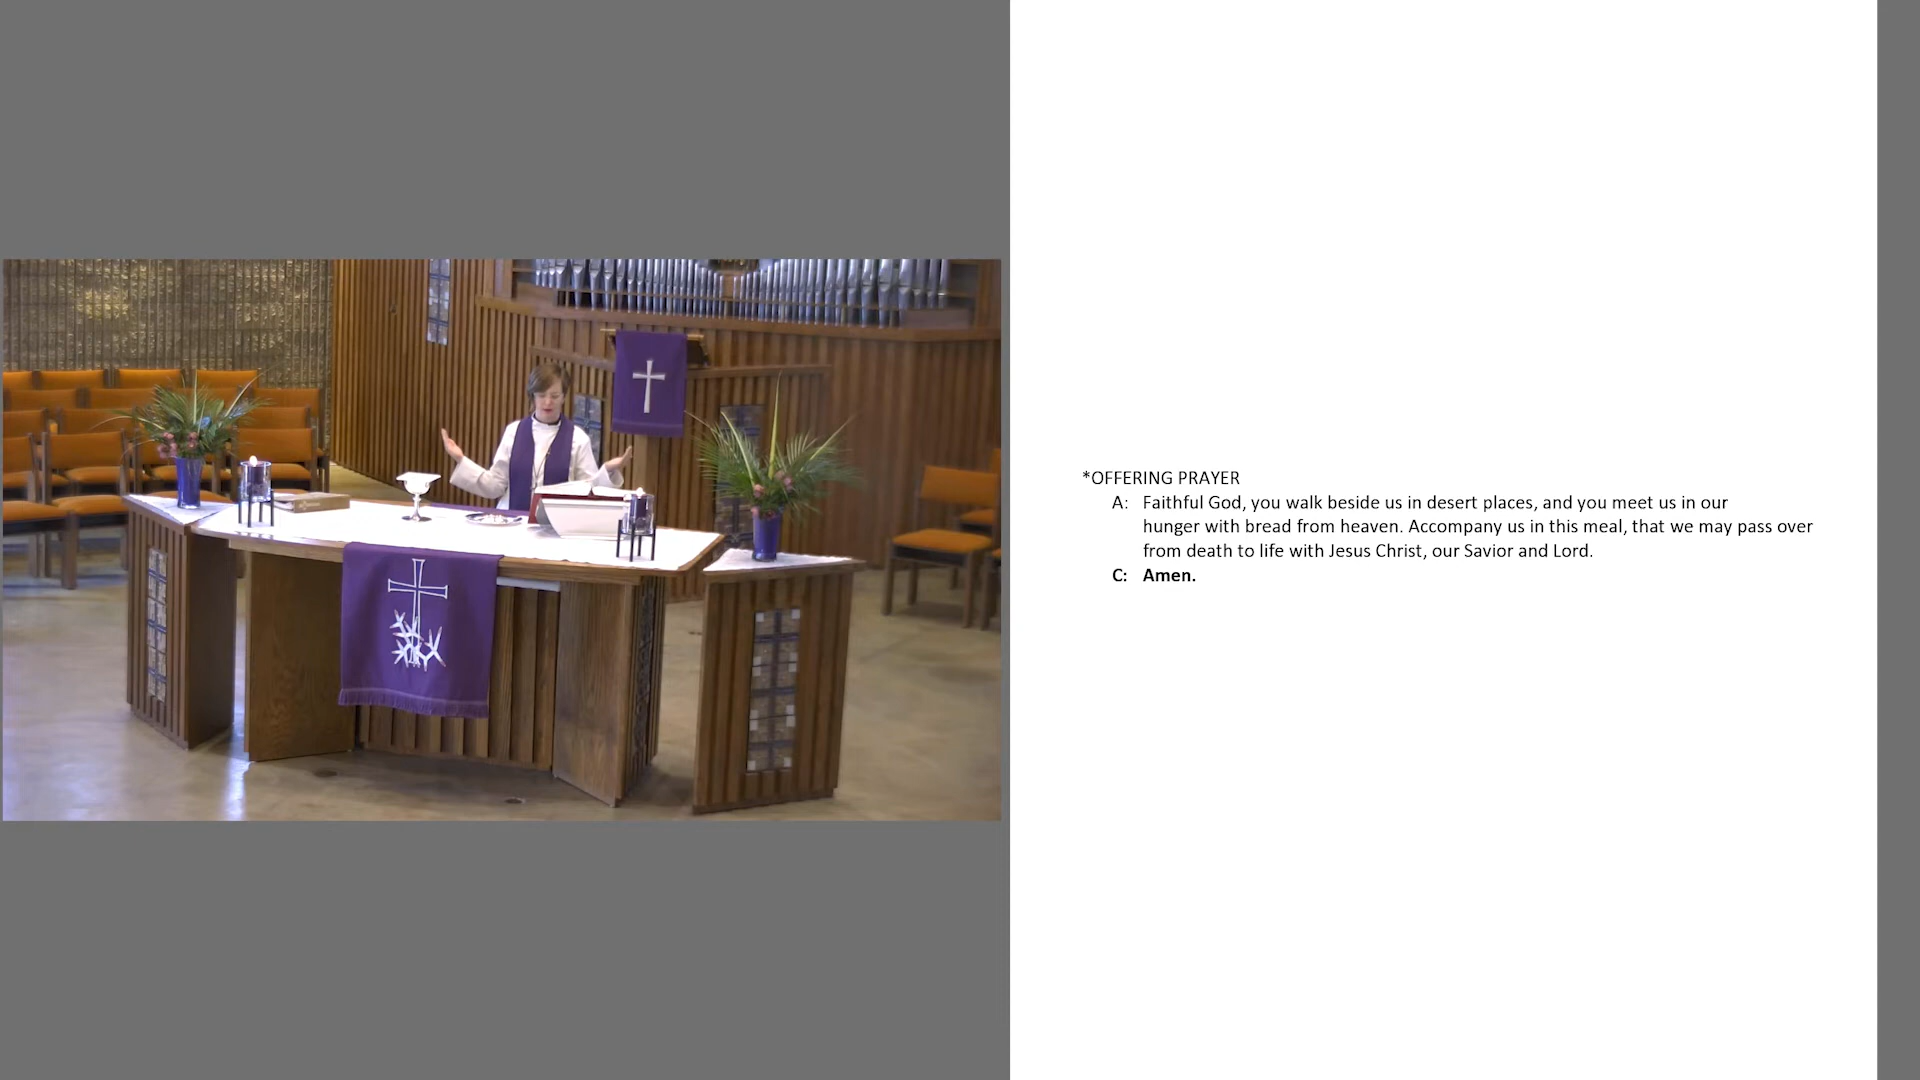 *OFFERING PRAYER
A: Faithful God, you walk beside us in desert places, and you meet us in our
hunger with bread from heaven. Accompany us in this meal, that we may pass over
from death to life with Jesus Christ, our Savior and Lord.
C: Amen.